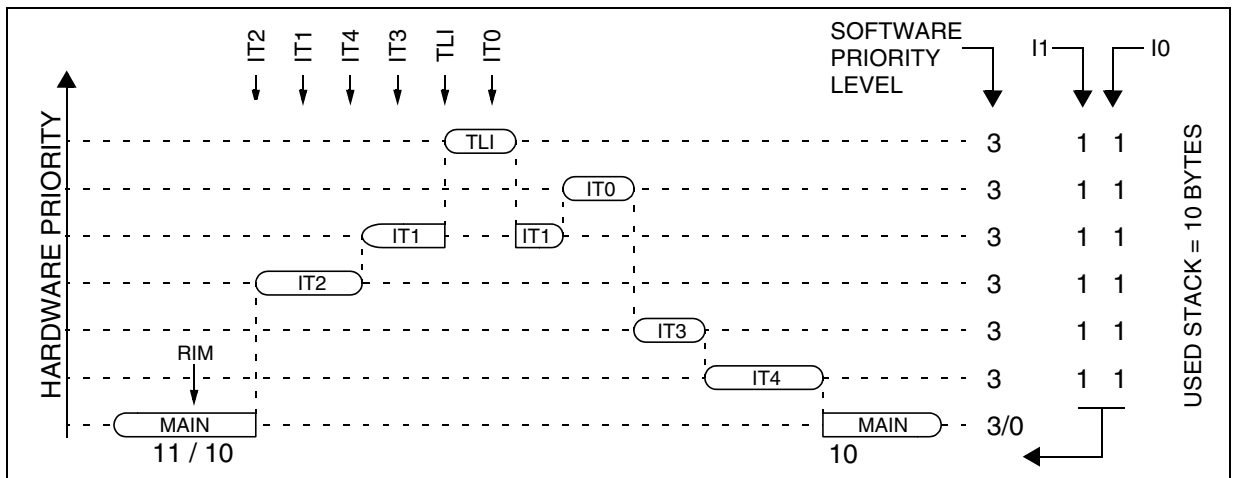 IT2
IT1
IT4
IT3
TLI
IT0
SOFTWARE
PRIORITY
LEVEL
I1
I0
HARDWARE PRIORITY
TLI
3
1 1
IT0
3
1 1
IT1
IT1
3
1 1
IT2
3
1 1
IT3
3
1 1
RIM
IT4
3
1 1
MAIN
MAIN
3/0
11 / 10
10
USED STACK = 10 BYTES